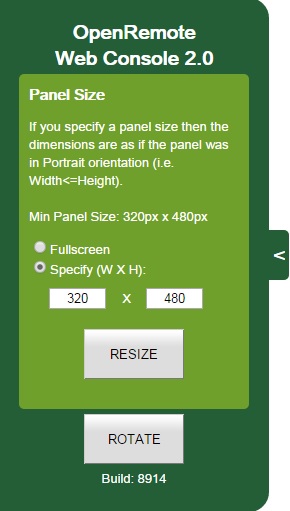 OpenRemote
Web Console 2.0
Panel Size
If you specify a panel size then the
dimensions are as if the panel was
in Portrait orientation (i.e.
Width<=Height).
Min Panel Size: 320px x 480px
Fullscreen
Specify (W X H):
320 X 480
<
RESIZE
ROTATE
Build: 8914